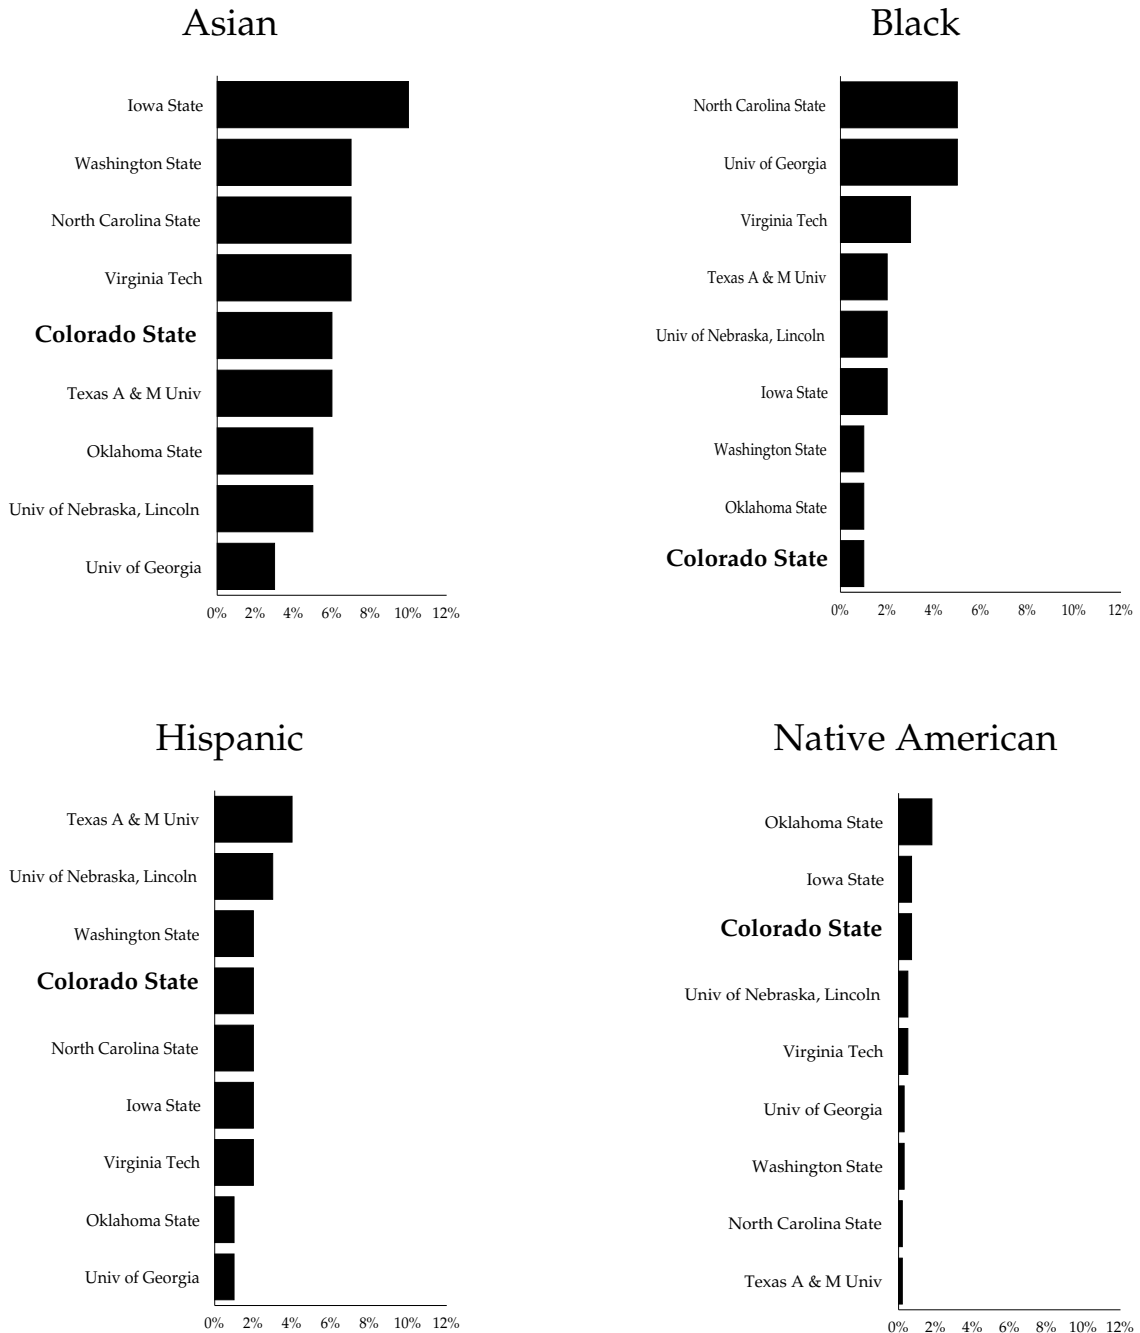 Asian
Iowa State
Washington State
North Carolina State
Virginia Tech
Colorado State
Texas A & M Univ
Oklahoma State
Univ of Nebraska, Lincoln
Univ of Georgia
0% 2% 4% 6% 8% 10% 12%
Black
North Carolina State
Univ of Georgia
Virginia Tech
Texas A & M Univ
Univ of Nebraska, Lincoln
Iowa State
Washington State
Oklahoma State
Colorado State
0% 2% 4% 6% 8% 10% 12%
Hispanic
Texas A & M Univ
Univ of Nebraska, Lincoln
Washington State
Colorado State
North Carolina State
Iowa State
Virginia Tech
Oklahoma State
Univ of Georgia
0% 2% 4% 6% 8% 10% 12%
Native American
Oklahoma State
Iowa State
Colorado State
Univ of Nebraska, Lincoln
Virginia Tech
Univ of Georgia
Washington State
North Carolina State
Texas A & M Univ
0% 2% 4% 6% 8% 10% 12%